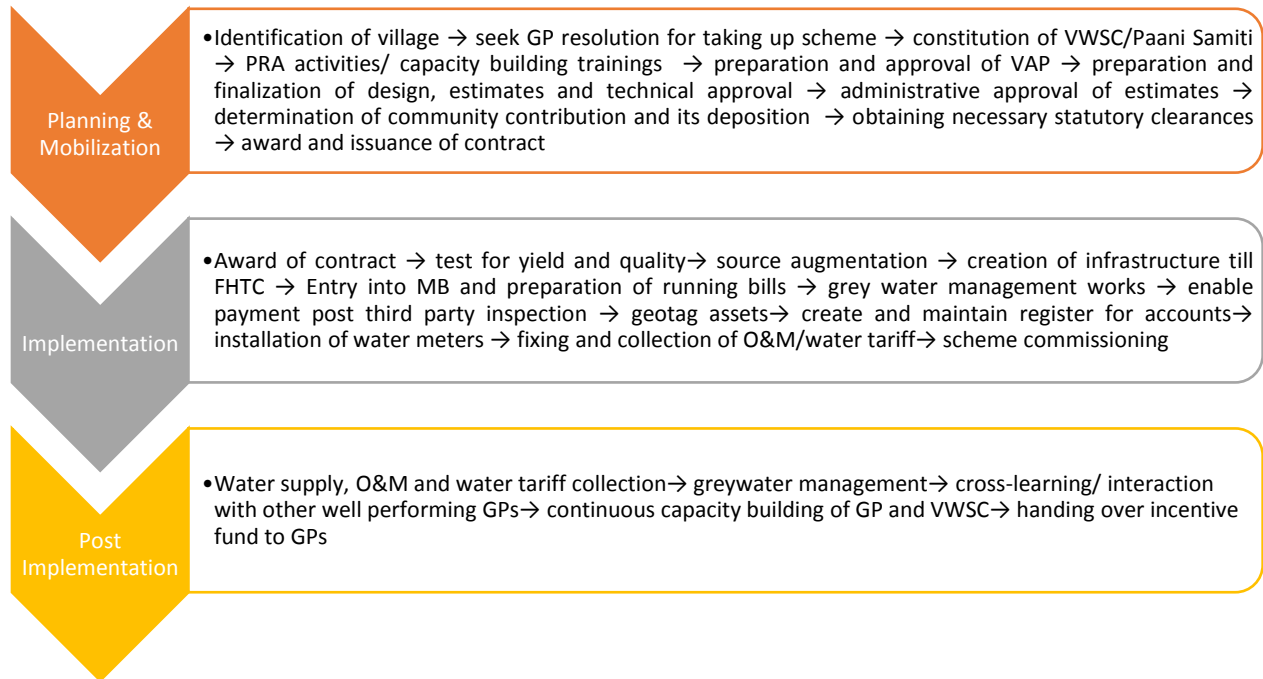 Planning &
Mobilization
•Identification of village → seek GP resolution for taking up scheme → constitution of VWSC/Paani Samiti
→ PRA activities/ capacity building trainings → preparation and approval of VAP → preparation and
finalization of design, estimates and technical approval → administrative approval of estimates →
determination of community contribution and its deposition → obtaining necessary statutory clearances
→ award and issuance of contract
Implementation
•Award of contract → test for yield and quality→ source augmentation → creation of infrastructure till
FHTC → Entry into MB and preparation of running bills → grey water management works → enable
payment post third party inspection → geotag assets→ create and maintain register for accounts→
installation of water meters → fixing and collection of O&M/water tariff→ scheme commissioning
Post
Implementation
•Water supply, O&M and water tariff collection→ greywater management→ cross-learning/ interaction
with other well performing GPs→ continuous capacity building of GP and VWSC→ handing over incentive
fund to GPs